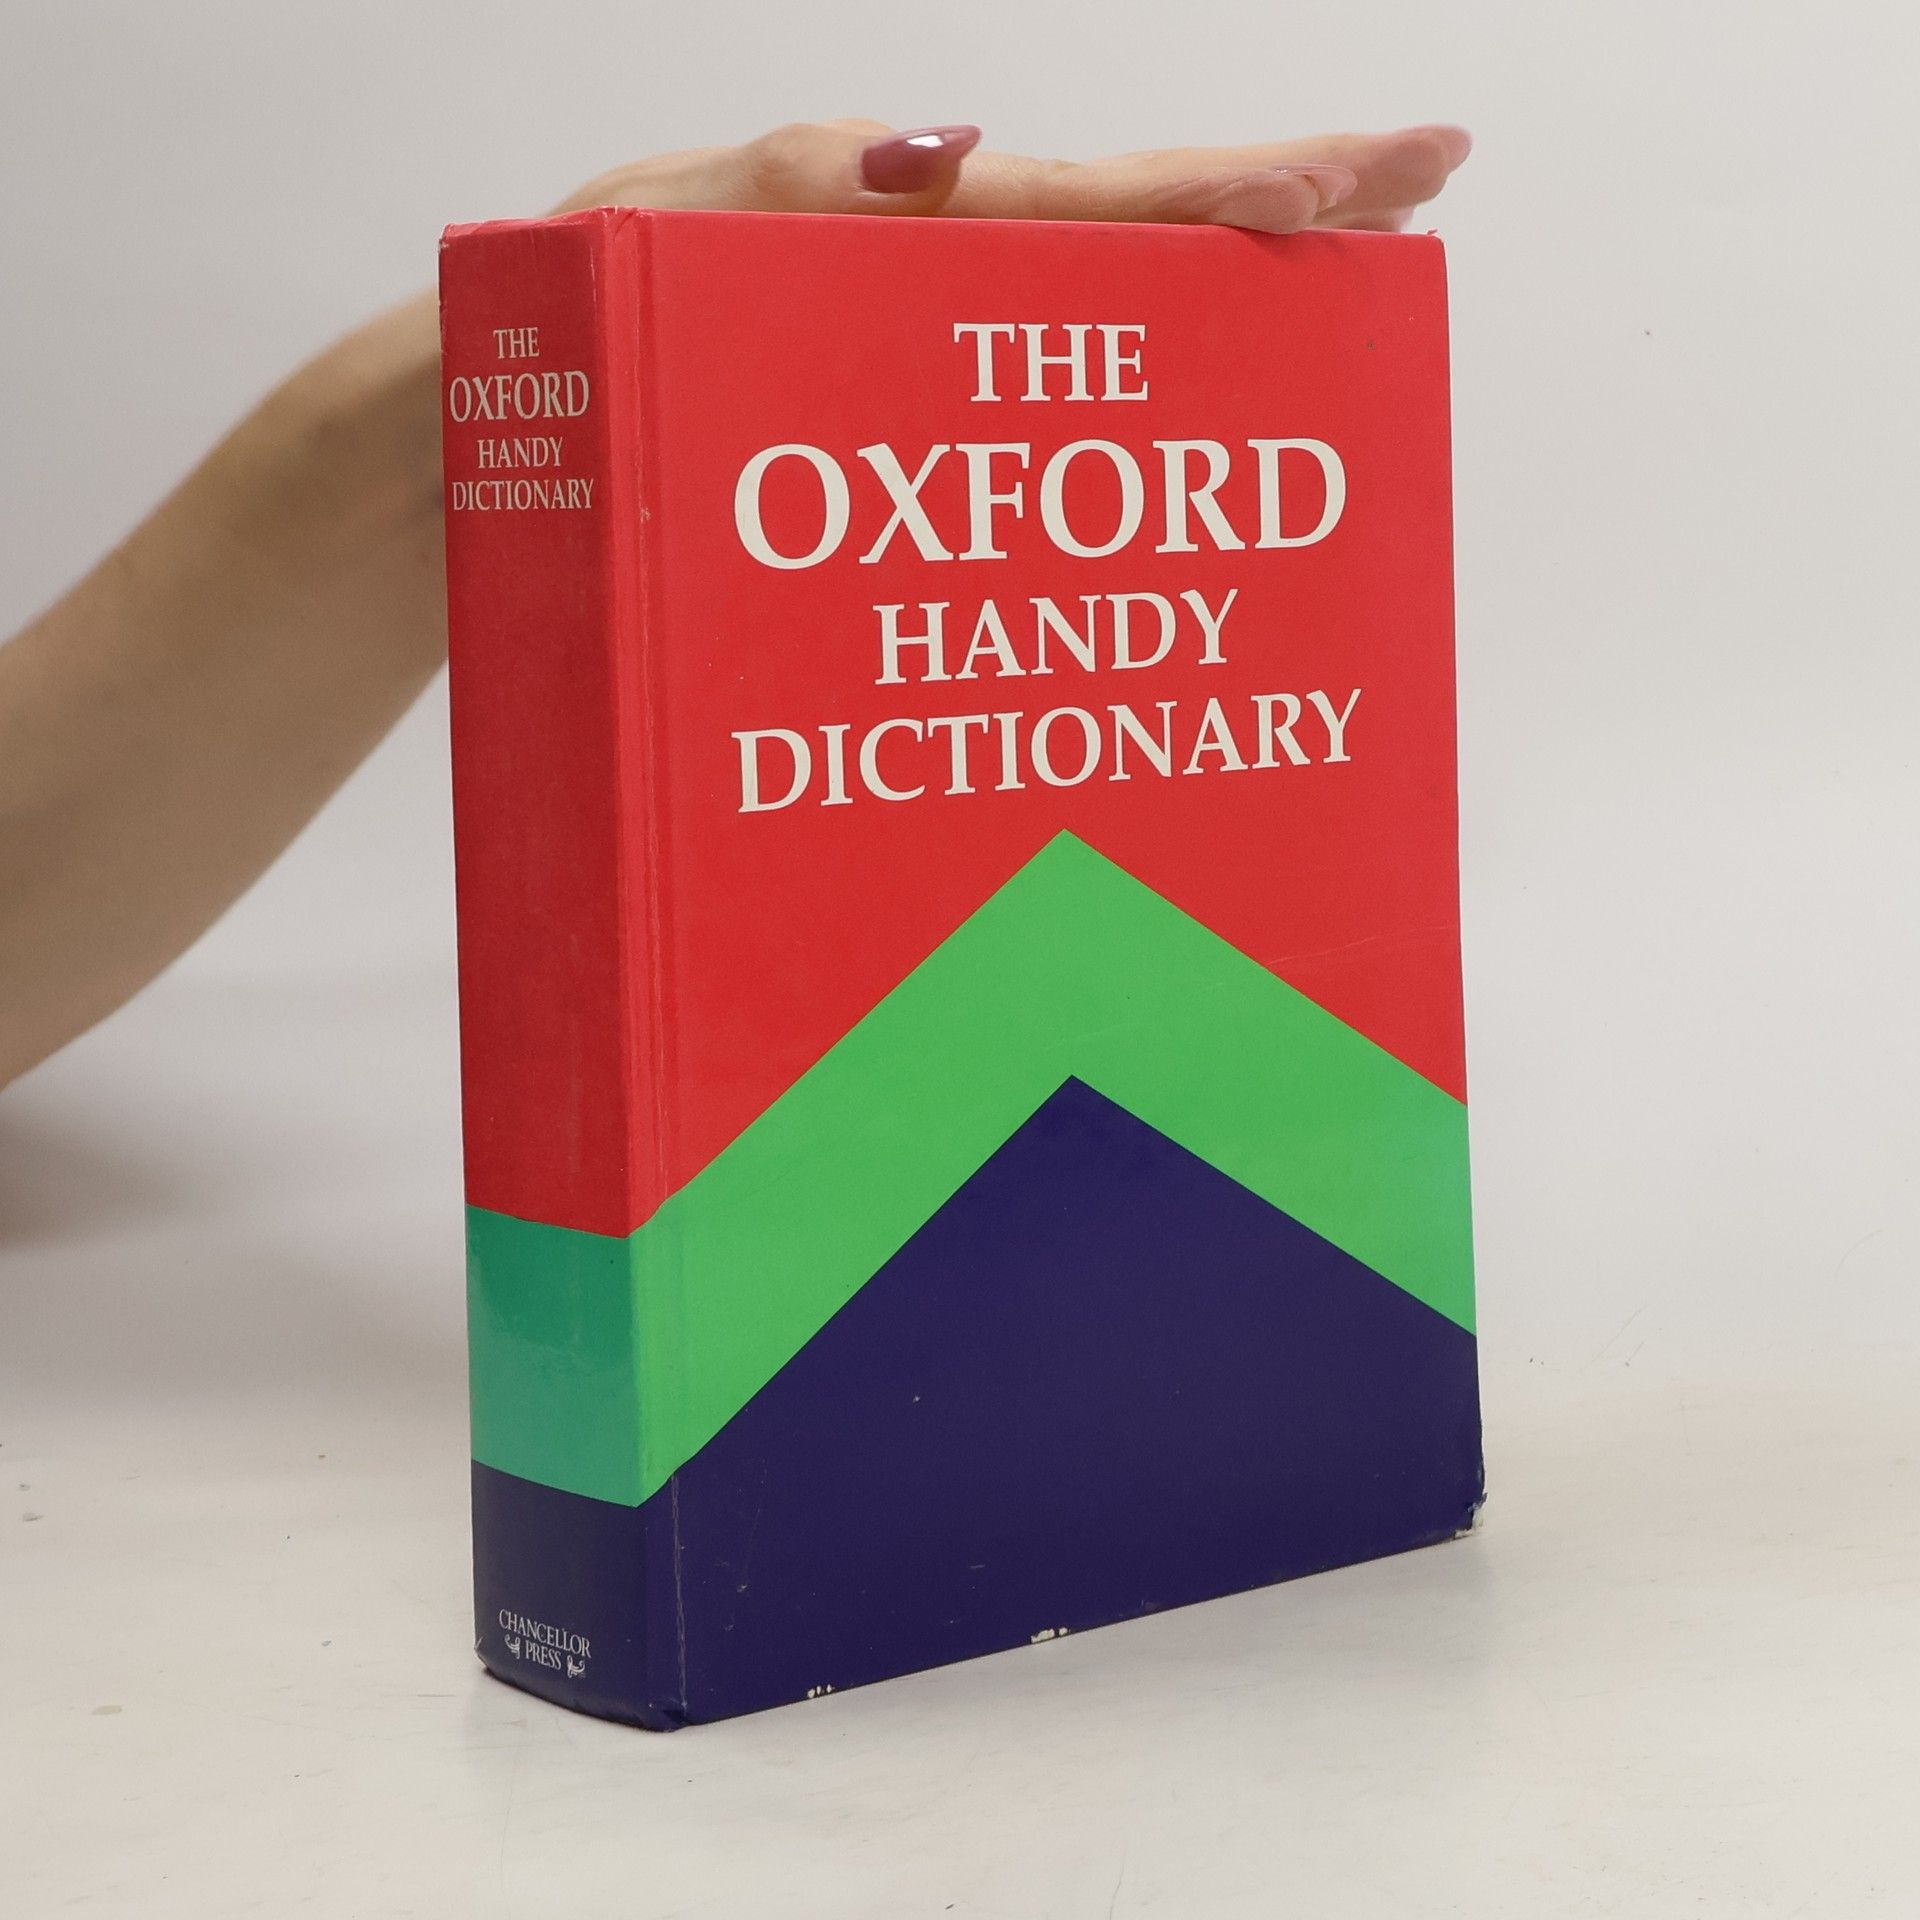 THE
OXFORD
HANDY
DICTIONARY
CHANCELLOR
PRESS
THE
OXFORD
HANDY
DICTIONARY